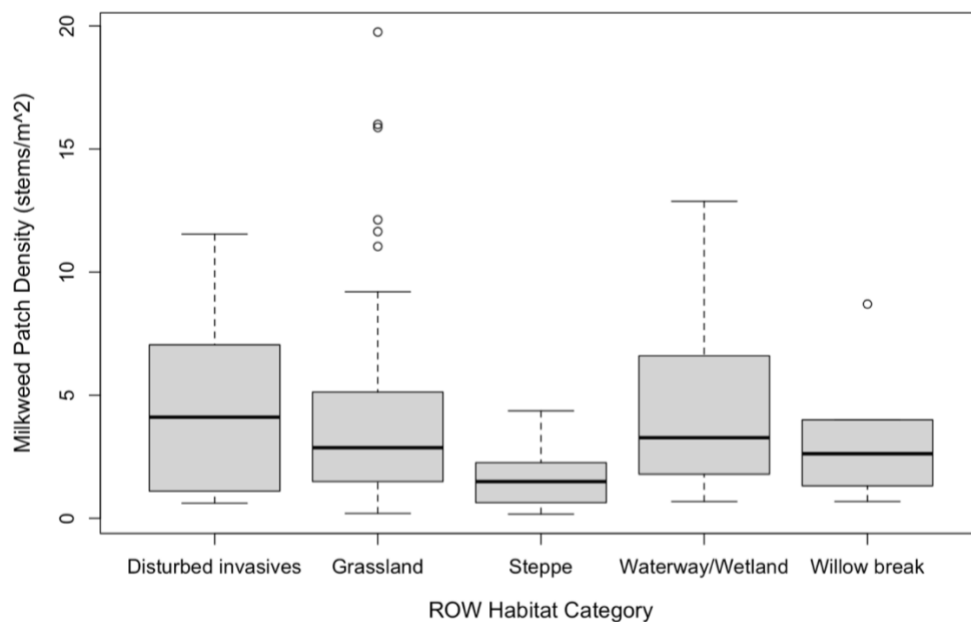 Milkweed Patch Density (stems/m^2)
20
15
10
5
0
Disturbed invasives Grassland Steppe Waterway/Wetland Willow break
ROW Habitat Category